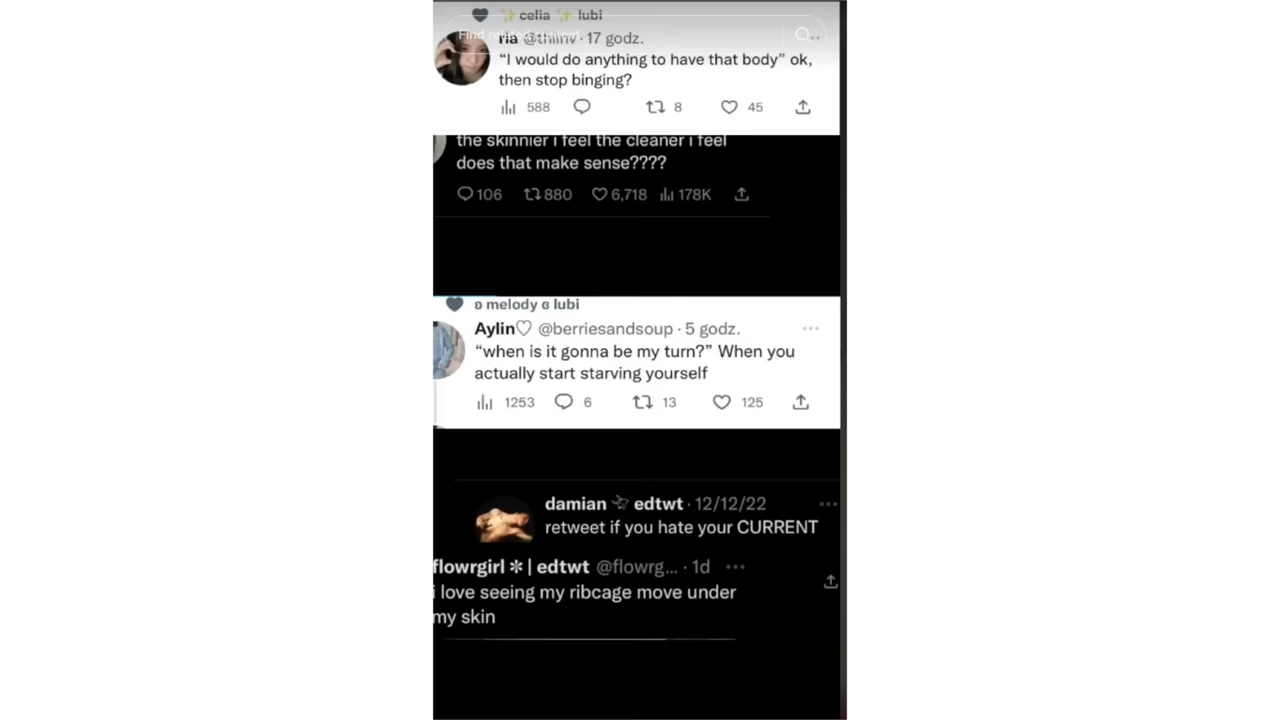 celia lubi
ria @thiinv · 17 godz.
“I would do anything to have that body” ok,
then stop binging?
588 8 45
the skinnier i feel the cleaner i feel
does that make sense????
106 880 6,718 178K
ʚ melody ɞ lubi
Aylin♡ @berriesandsoup · 5 godz.
“when is it gonna be my turn?” When you
actually start starving yourself
1253 6 13 125
damian edtwt · 12/12/22
retweet if you hate your CURRENT
flowrgirl ✻ | edtwt @flowrg... · 1d
i love seeing my ribcage move under
my skin